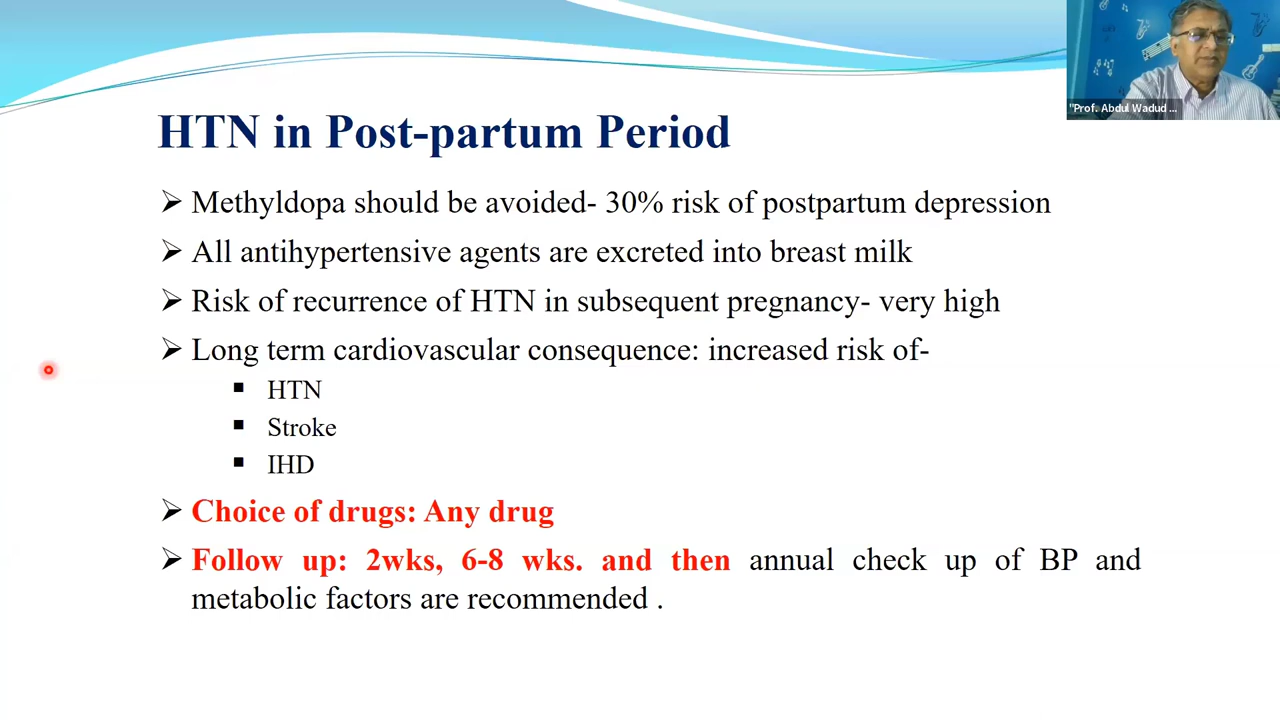 "Prof. Abdul Wadud ...
HTN in Post-partum Period
➢ Methyldopa should be avoided- 30% risk of postpartum depression
➢ All antihypertensive agents are excreted into breast milk
➢ Risk of recurrence of HTN in subsequent pregnancy- very high
➢ Long term cardiovascular consequence: increased risk of-
▪ HTN
▪ Stroke
▪ IHD
➢ Choice of drugs: Any drug
➢ Follow up: 2wks, 6-8 wks. and then annual check up of BP and
metabolic factors are recommended .